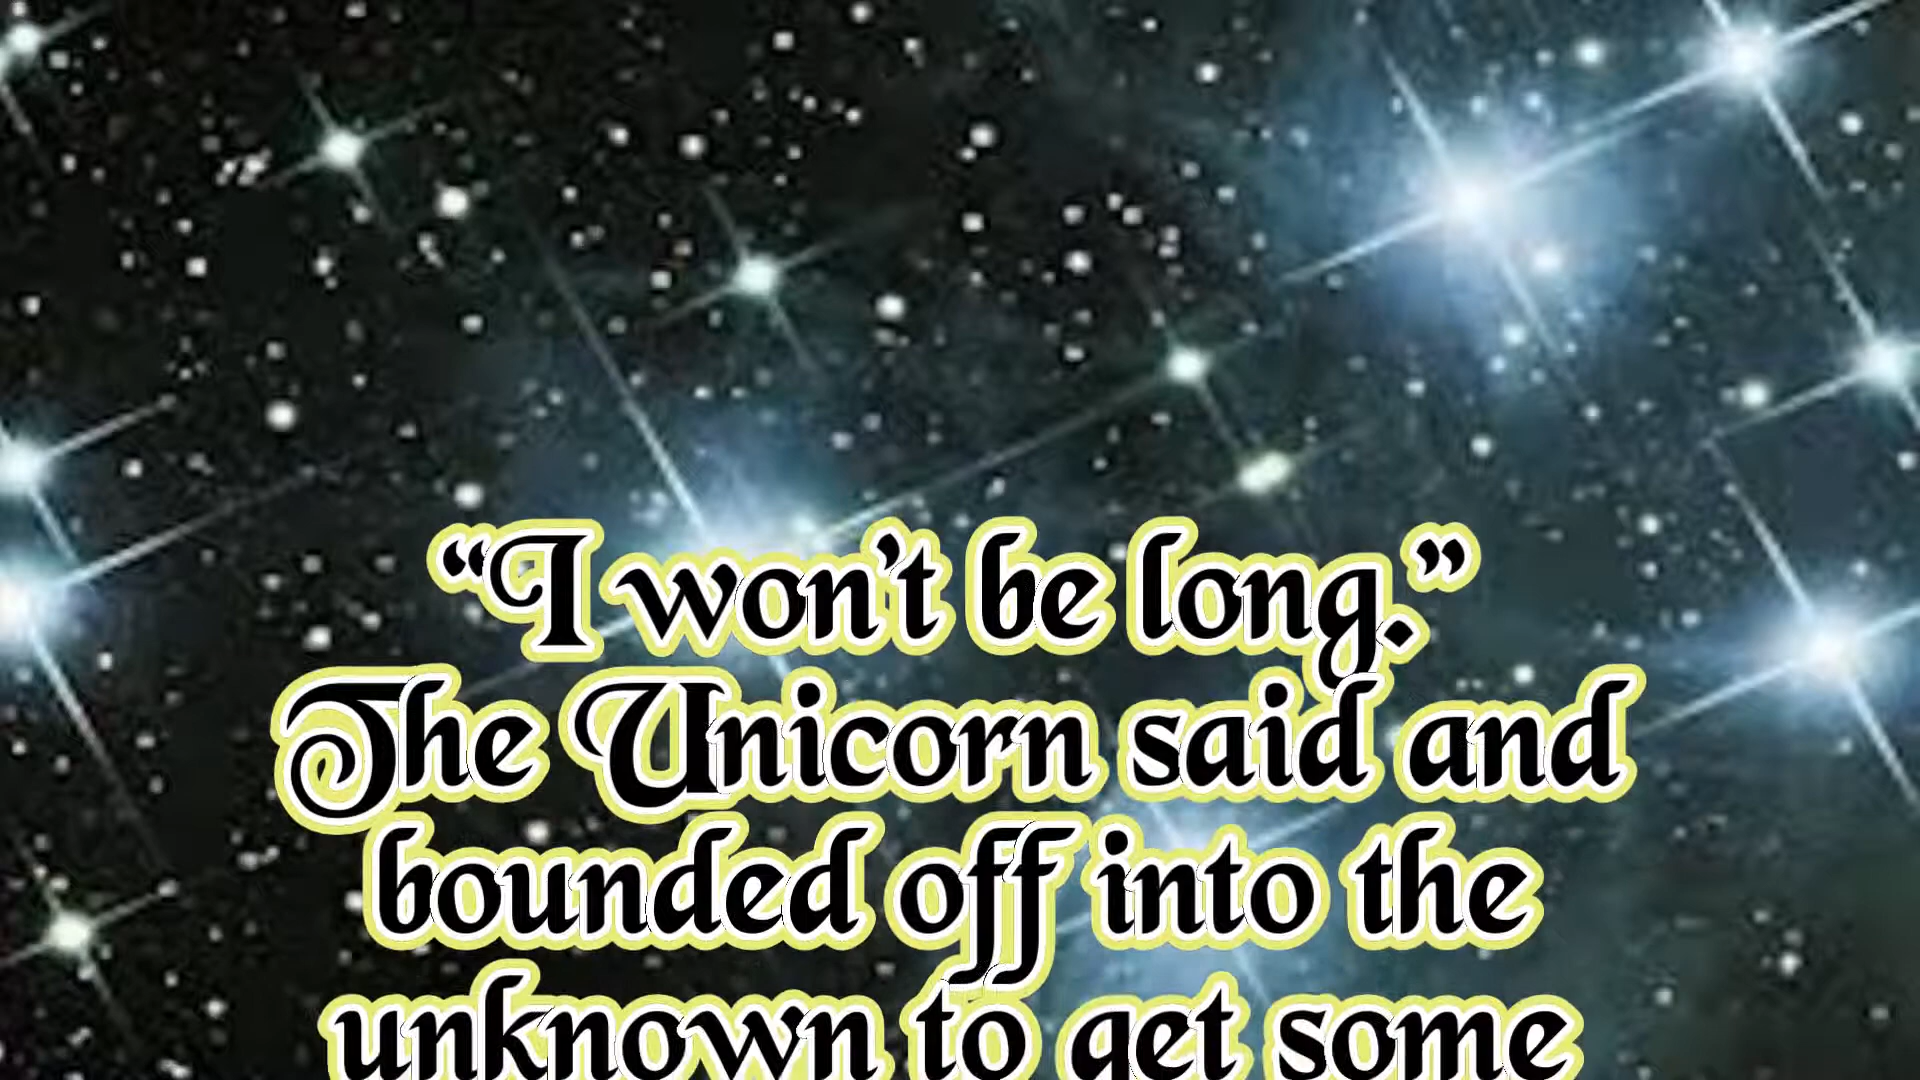 “I won’t be long.”
The Unicorn said and
bounded off into the
unknown to get some